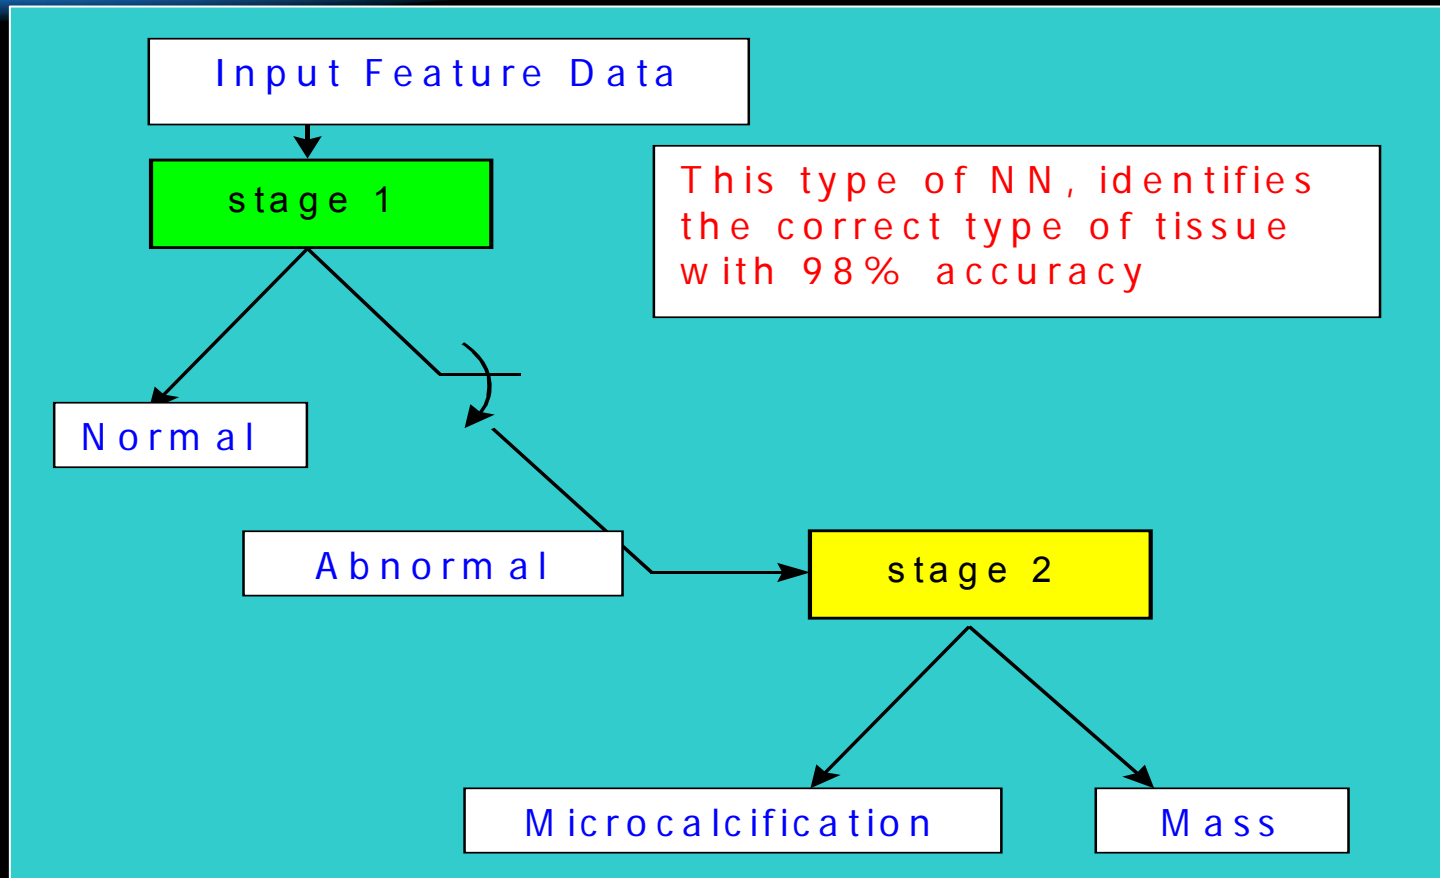 Input Feature Data
stage 1
This type of NN, identifies
the correct type of tissue
with 98% accuracy
Normal
Abnormal
stage 2
Microcalcification
Mass